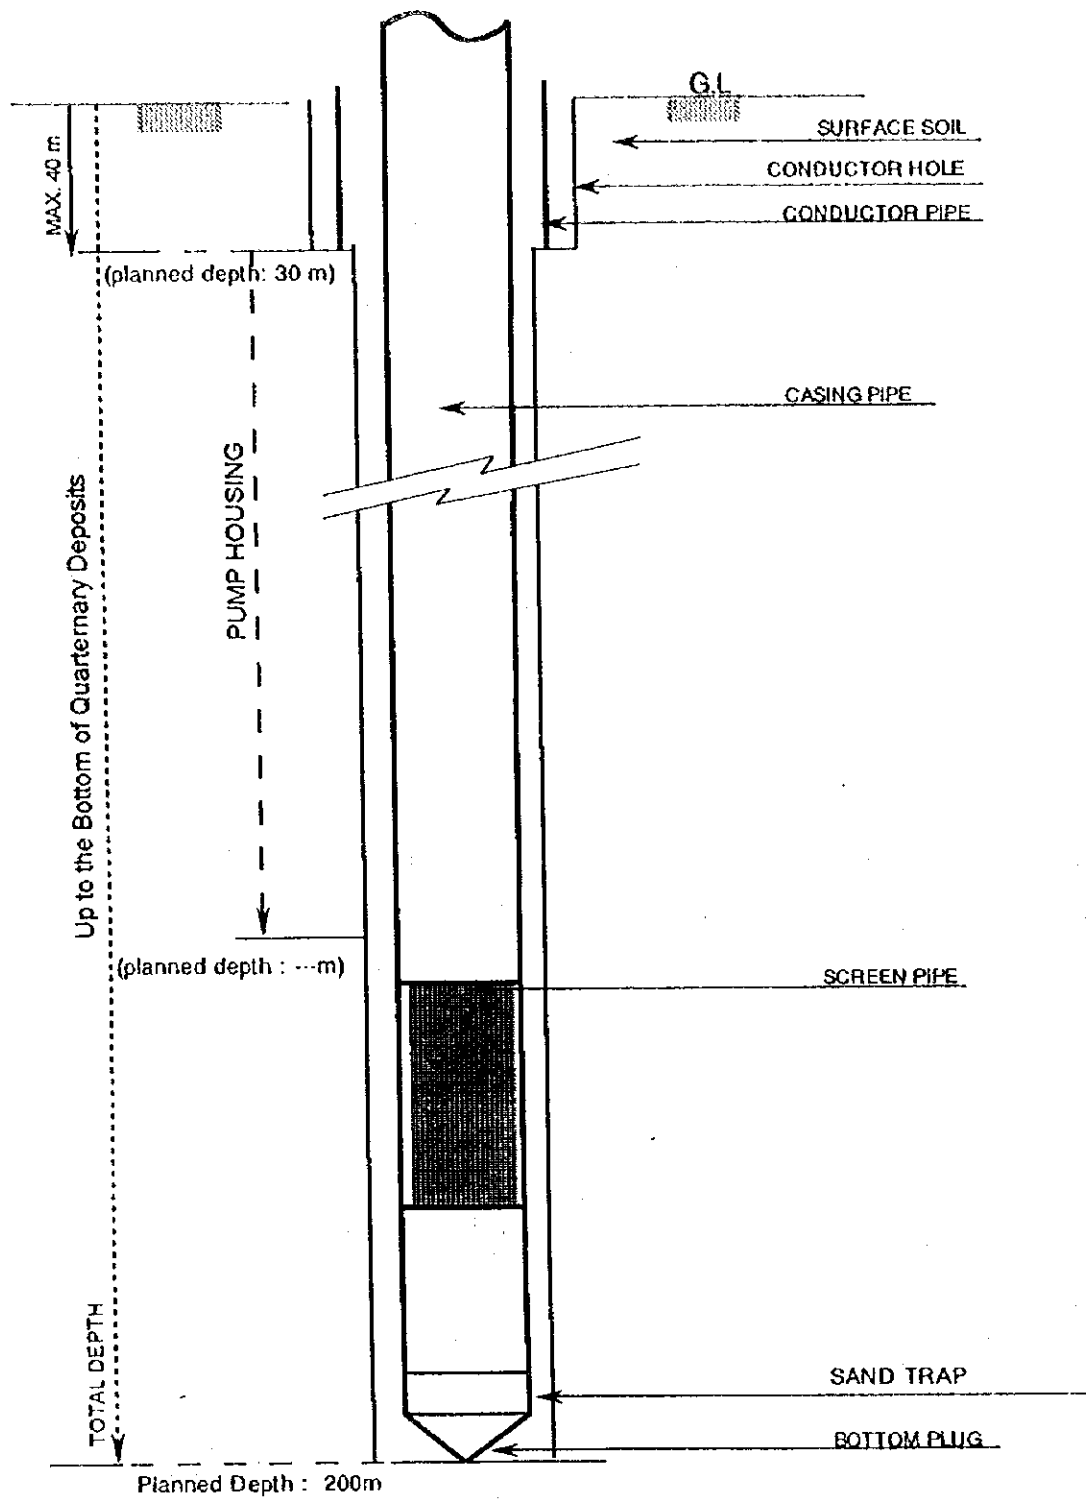 G.L
SURFACE SOIL
CONDUCTOR HOLE
CONDUCTOR PIPE
MAX. 40 m
(planned depth: 30 m)
CASING PIPE
PUMP HOUSING
Up to the Bottom of Quarternary Deposits
(planned depth : ---m)
SCREEN PIPE
TOTAL DEPTH
SAND TRAP
BOTTOM PLUG
Planned Depth : 200m